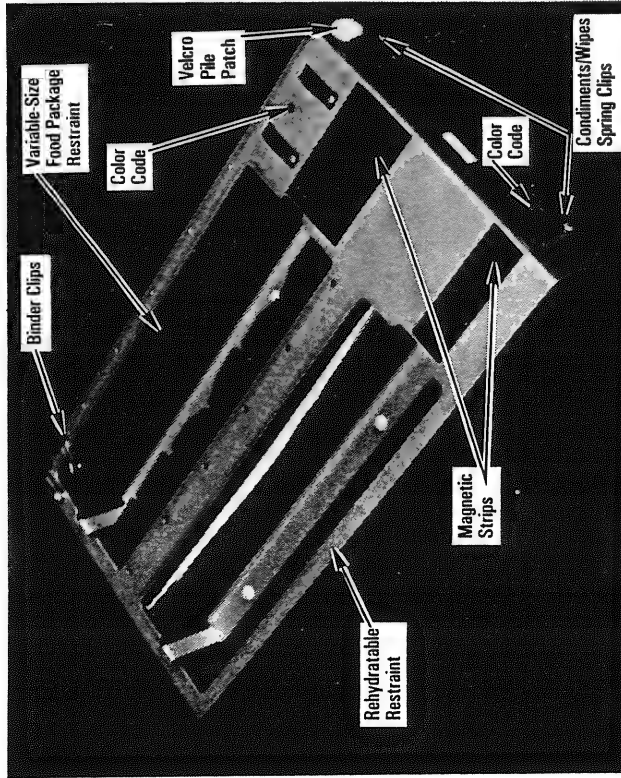 Binder Clips
Variable-Size
Food Package
Restraint
Color
Code
Velcro
Pile
Patch
Rehydratable
Restraint
Magnetic
Strips
Color
Code
Condiments/Wipes
Spring Clips